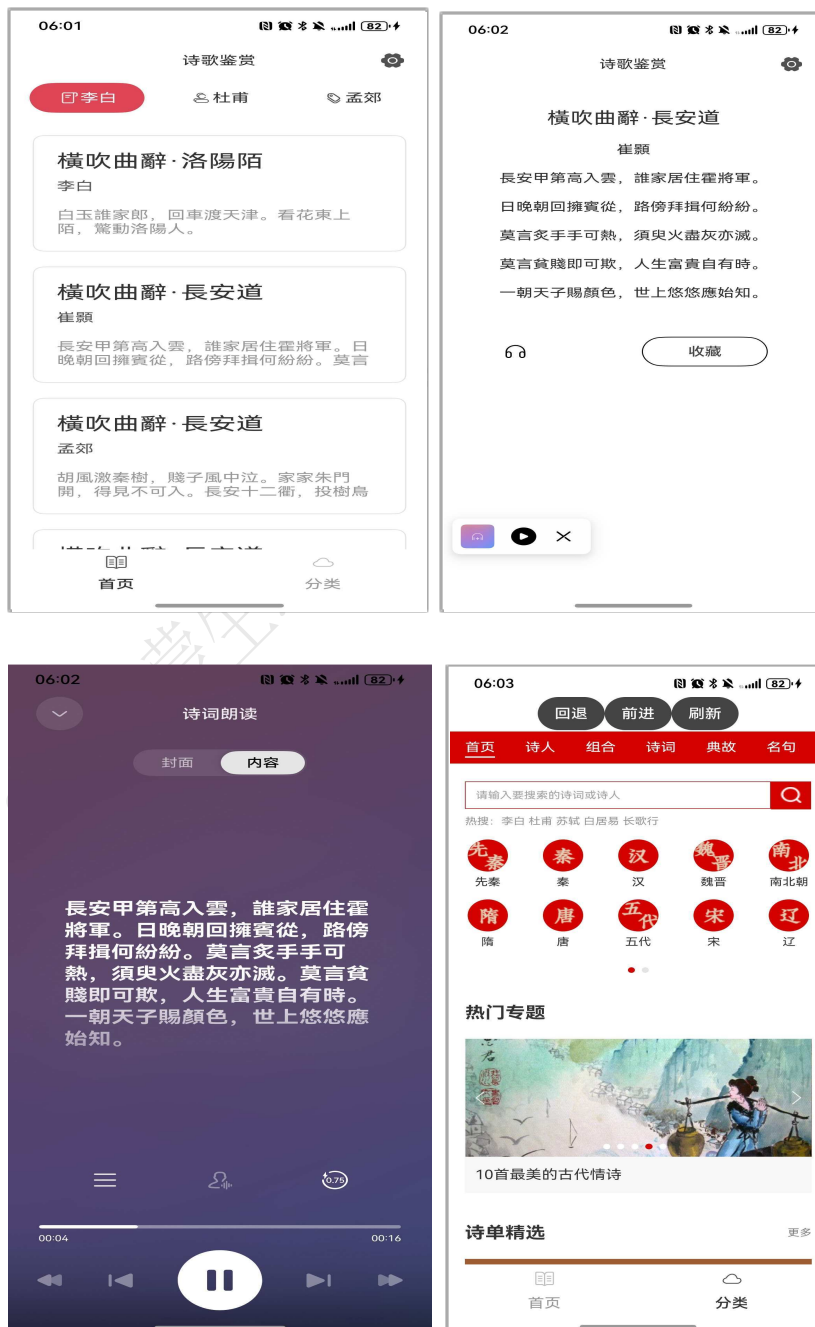 06:01
82
诗歌鉴赏
李白
杜甫
孟郊
橫吹曲辭·洛陽陌
李白
白玉誰家郎，回車渡天津。看花東上
陌，驚動洛陽人。
橫吹曲辭·長安道
崔顥
長安甲第高入雲，誰家居住霍將軍。日
晚朝回擁賓從，路傍拜揖何紛紛。莫言
橫吹曲辭·長安道
孟郊
胡風激秦樹，賤子風中泣。家家朱門
開，得見不可入。長安十二衢，投樹鳥
首页
分类
06:02
82
诗歌鉴赏
橫吹曲辭·長安道
崔顥
長安甲第高入雲，誰家居住霍將軍。
日晚朝回擁賓從，路傍拜揖何紛紛。
莫言炙手手可熱，須臾火盡灰亦滅。
莫言貧賤即可欺，人生富貴自有時。
一朝天子賜顏色，世上悠悠應始知。
收藏
06:02
82
诗词朗读
封面
内容
長安甲第高入雲，誰家居住霍
將軍。日晚朝回擁賓從，路傍
拜揖何紛紛。莫言炙手手可
熱，須臾火盡灰亦滅。莫言貧
賤即可欺，人生富貴自有時。
一朝天子賜顏色，世上悠悠應
始知。
0.75
00:04
00:16
06:03
82
回退
前进
刷新
首页
诗人
组合
诗词
典故
名句
请输入要搜索的诗词或诗人
热搜：李白 杜甫 苏轼 白居易 长歌行
先秦
秦
汉
魏晋
南北朝
先秦
秦
汉
魏晋
南北朝
隋
唐
五代
宋
辽
隋
唐
五代
宋
辽
热门专题
10首最美的古代情诗
诗单精选
更多
首页
分类